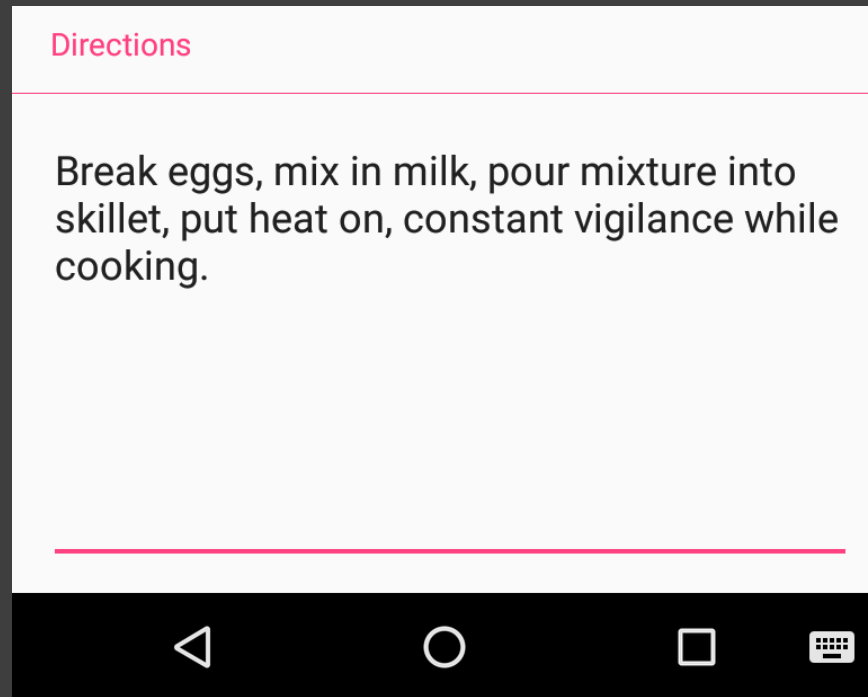 Directions
Break eggs, mix in milk, pour mixture into
skillet, put heat on, constant vigilance while
cooking.